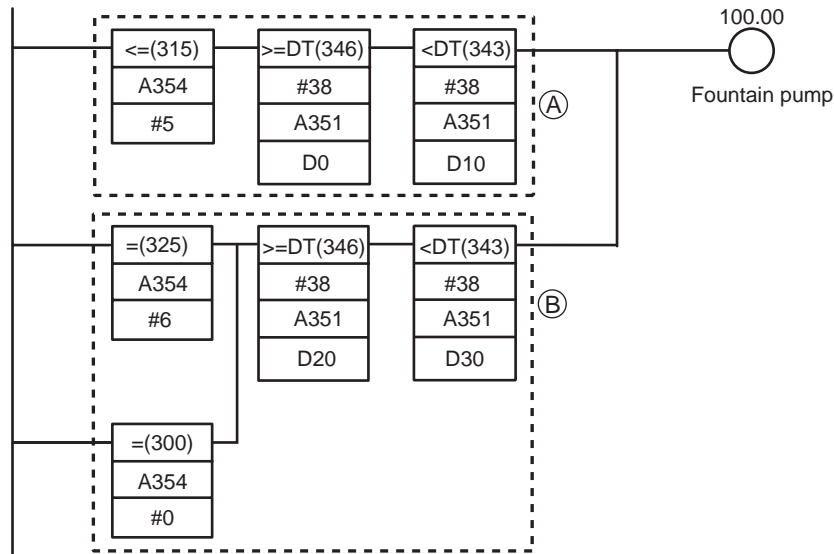 100.00
Fountain pump
<=(315)
A354
#5
>=DT(346)
#38
A351
D0
<DT(343)
#38
A351
D10
A
=(325)
A354
#6
>=DT(346)
#38
A351
D20
<DT(343)
#38
A351
D30
B
=(300)
A354
#0